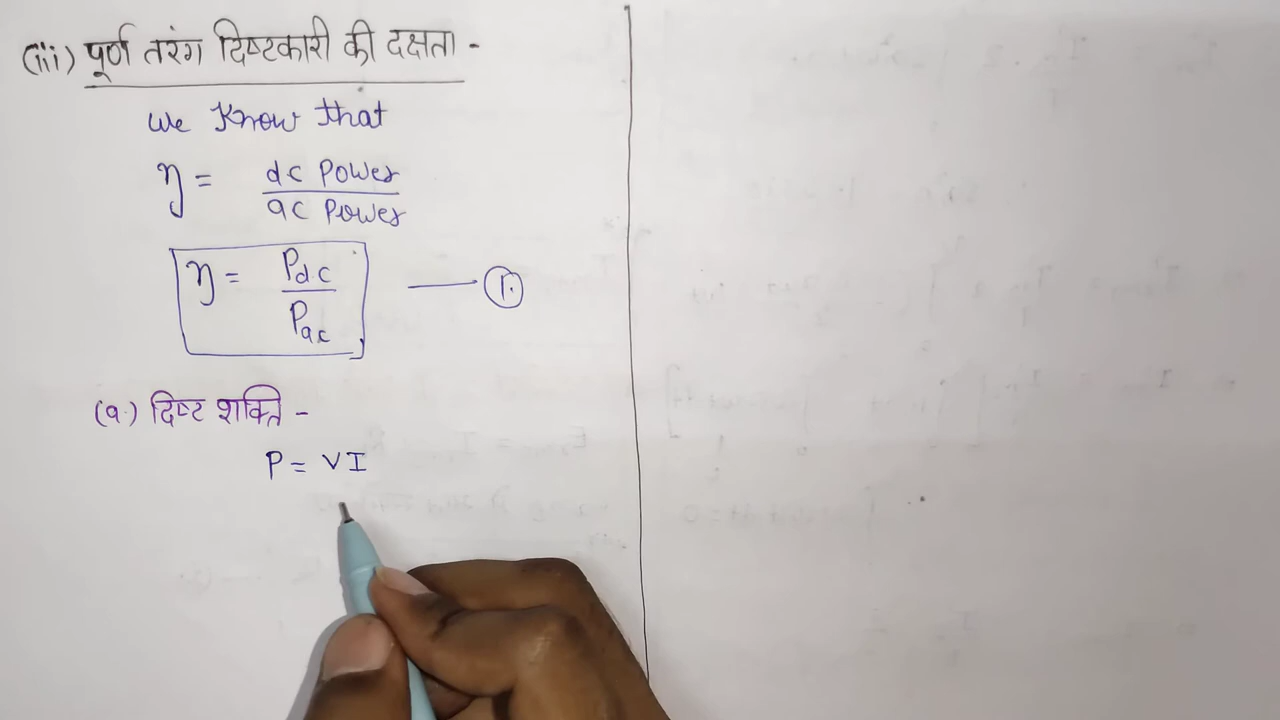 (iii) पूर्ण तरंग दिष्टकारी की दक्षता -
We Know that
η = dc Power / ac Power
η = Pdc / Pac —— 1.
(a.) दिष्ट शक्ति -
P = VI